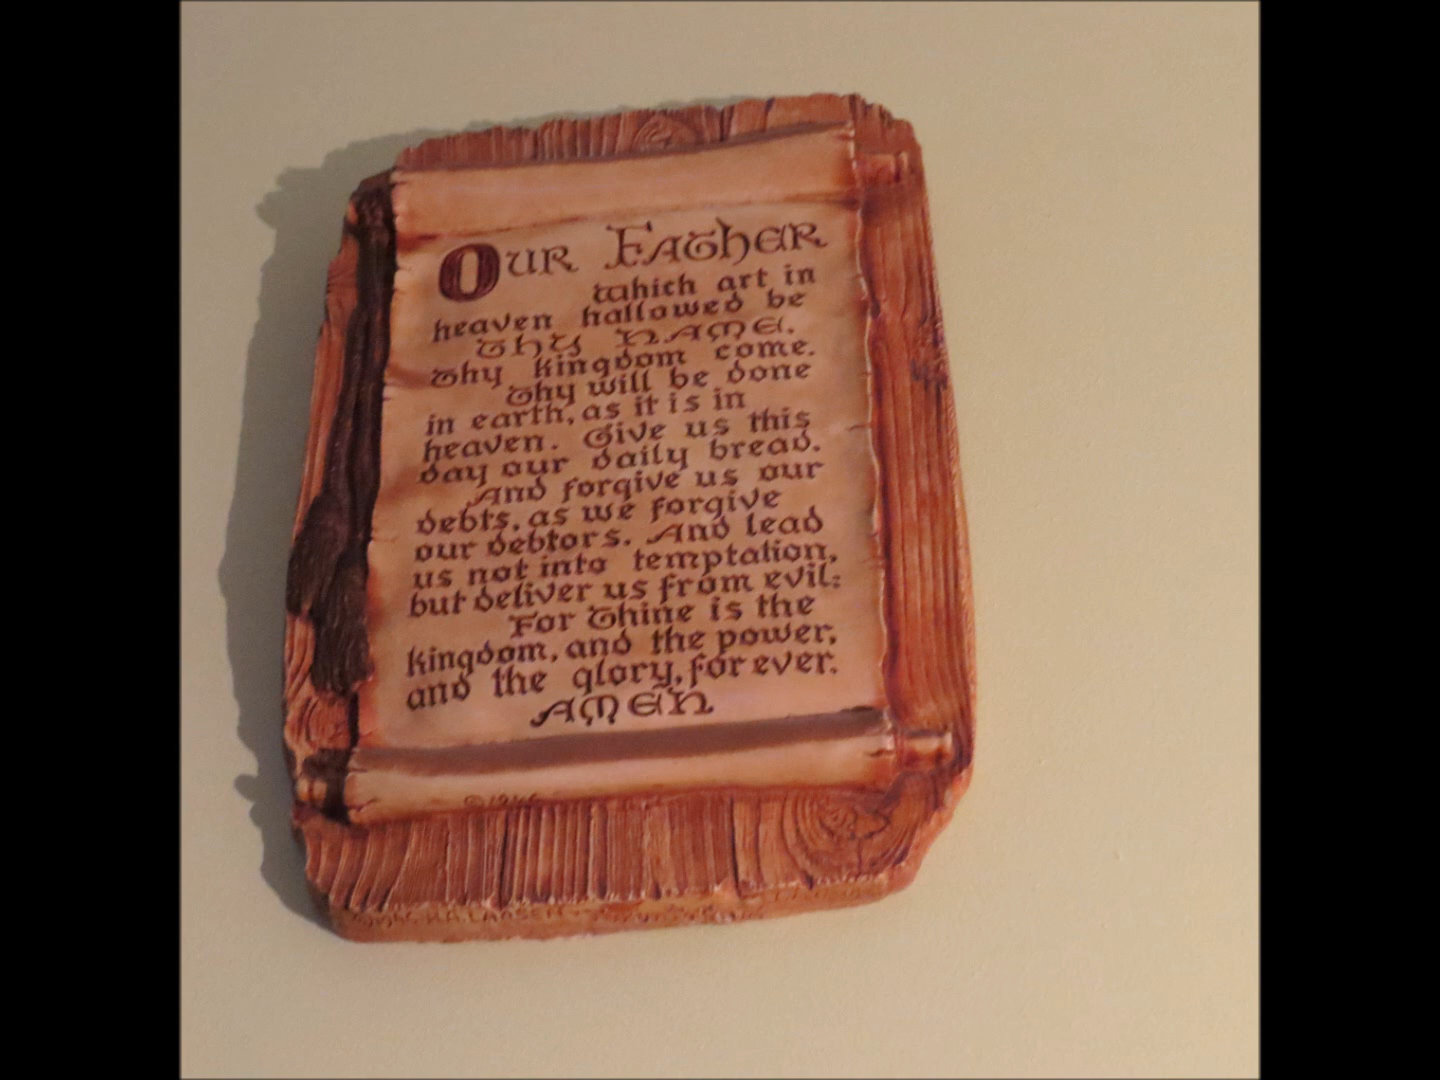 Our Father
Which art in
heaven hallowed be
Thy NAME.
Thy kingdom come.
Thy will be done
in earth, as it is in
heaven. Give us this
day our daily bread.
And forgive us our
debts, as we forgive
our debtors. And lead
us not into temptation,
but deliver us from evil:
For Thine is the
kingdom, and the power,
and the glory, for ever.
AMEN
LARSEN